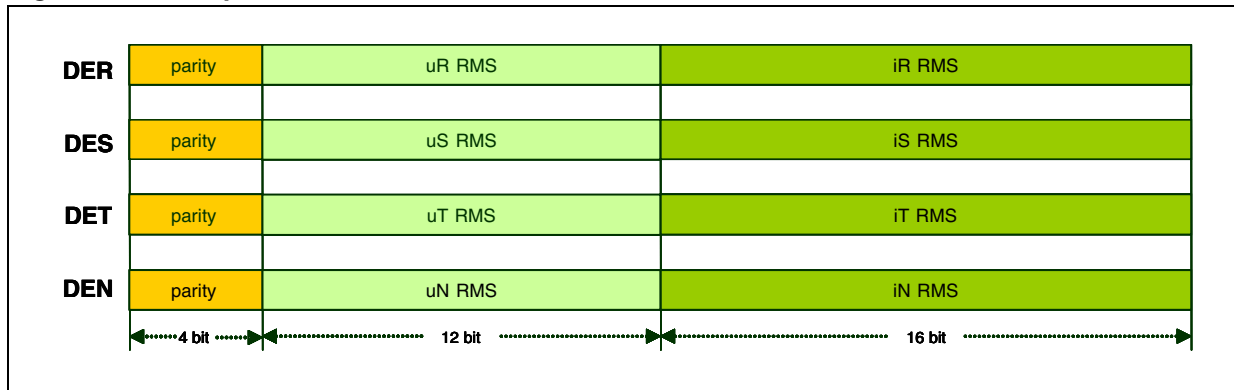 DER parity uR RMS iR RMS
DES parity uS RMS iS RMS
DET parity uT RMS iT RMS
DEN parity uN RMS iN RMS
4 bit 12 bit 16 bit